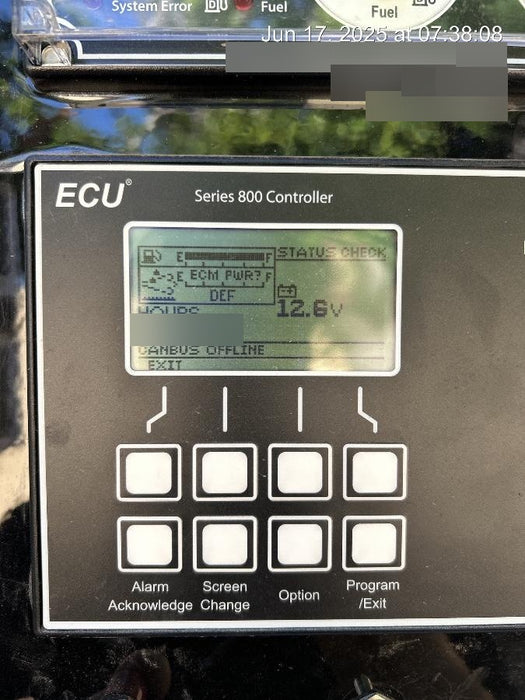 System Error
Fuel
Fuel
Jun 17, 2025 at 07:38:08
ECU®
Series 800 Controller
E F STATUS CHECK
E ECM PWR? F
DEF
HOURS
12.6V
CANBUS OFFLINE
EXIT
Alarm
Acknowledge
Screen
Change
Option
Program
/Exit